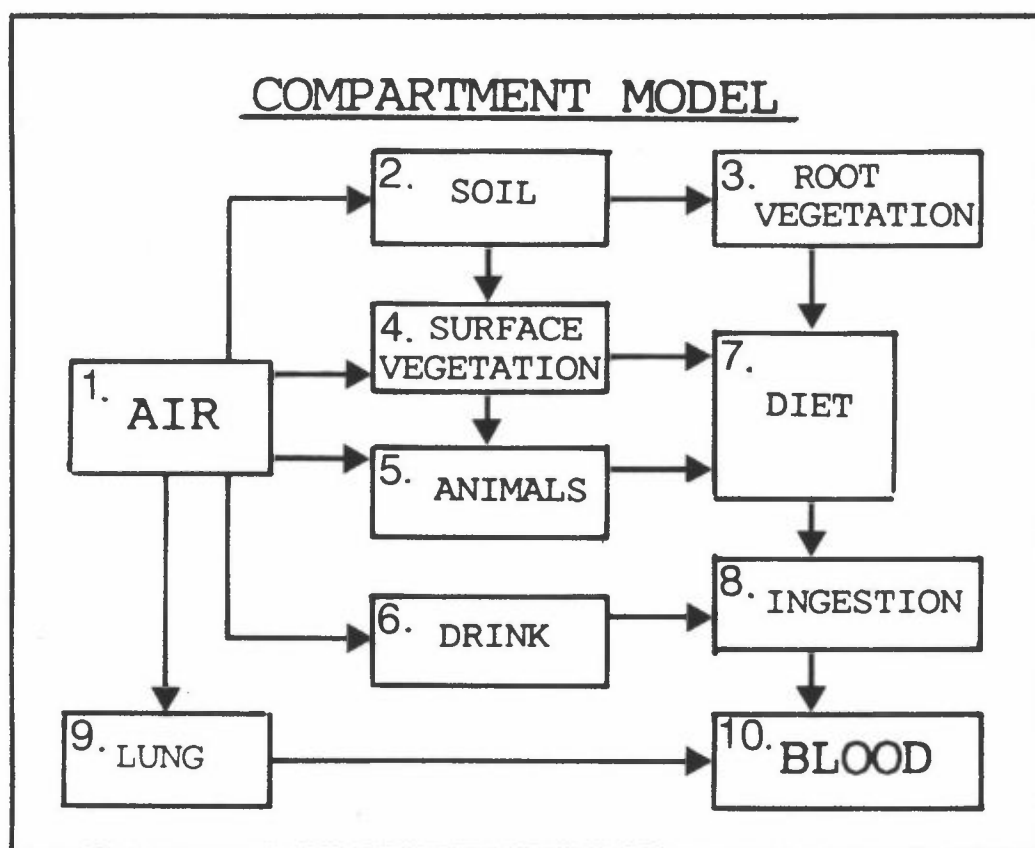 COMPARTMENT MODEL
2. SOIL
3. ROOT
VEGETATION
4. SURFACE
VEGETATION
1. AIR
7. DIET
5. ANIMALS
8. INGESTION
6. DRINK
9. LUNG
10. BLOOD